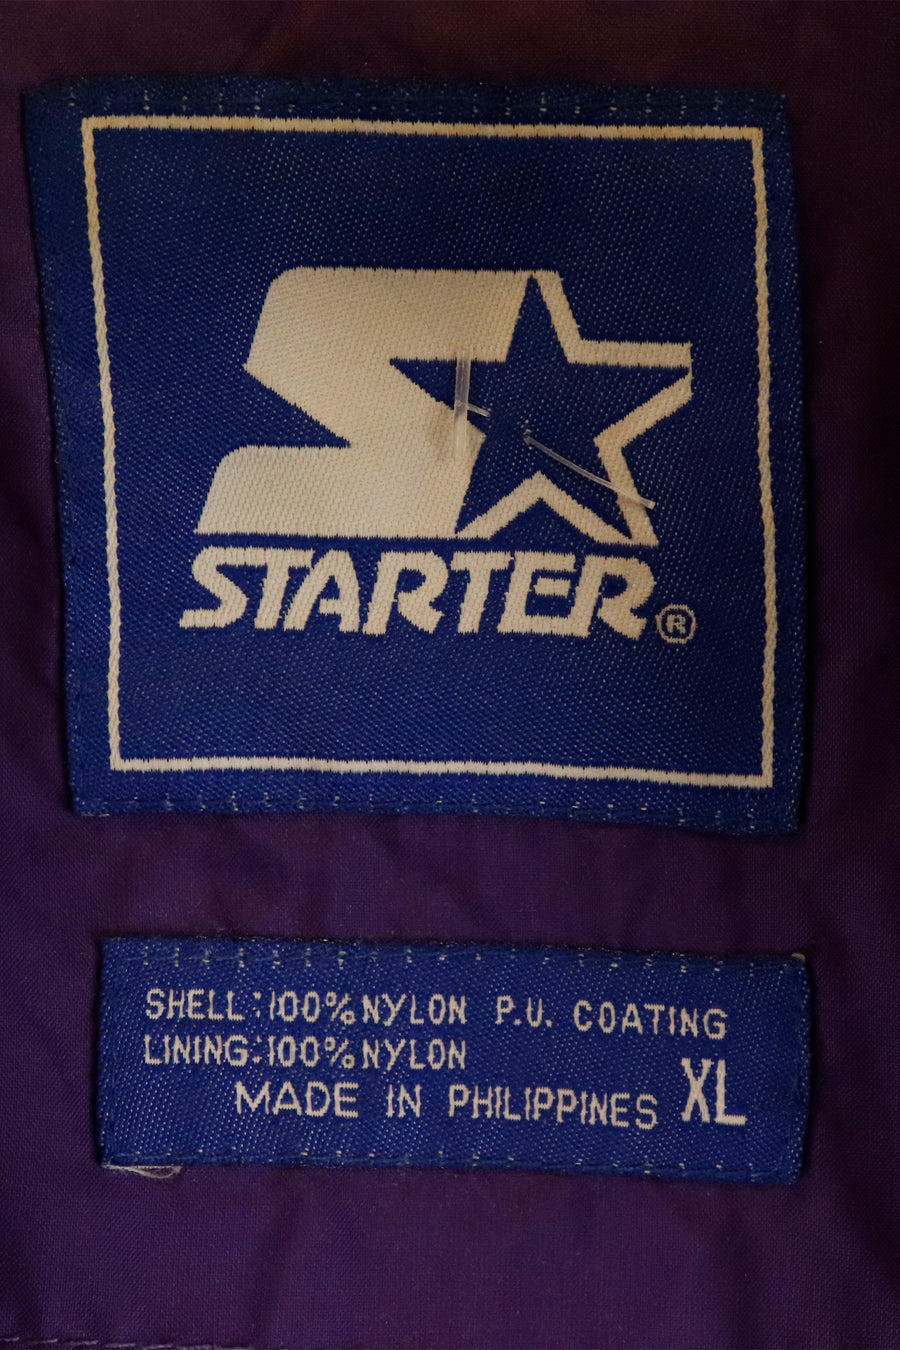 STARTER®
SHELL:100%NYLON P.U. COATING
LINING:100%NYLON
MADE IN PHILIPPINES XL